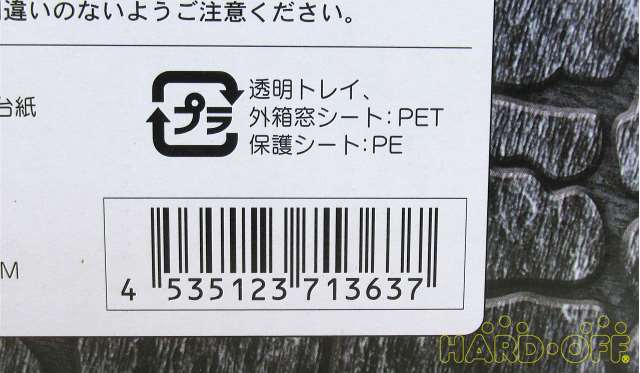 違いのないようご注意ください。
台紙
プラ
透明トレイ、
外箱窓シート:PET
保護シート:PE
M
4 535123 713637
HARD・OFF